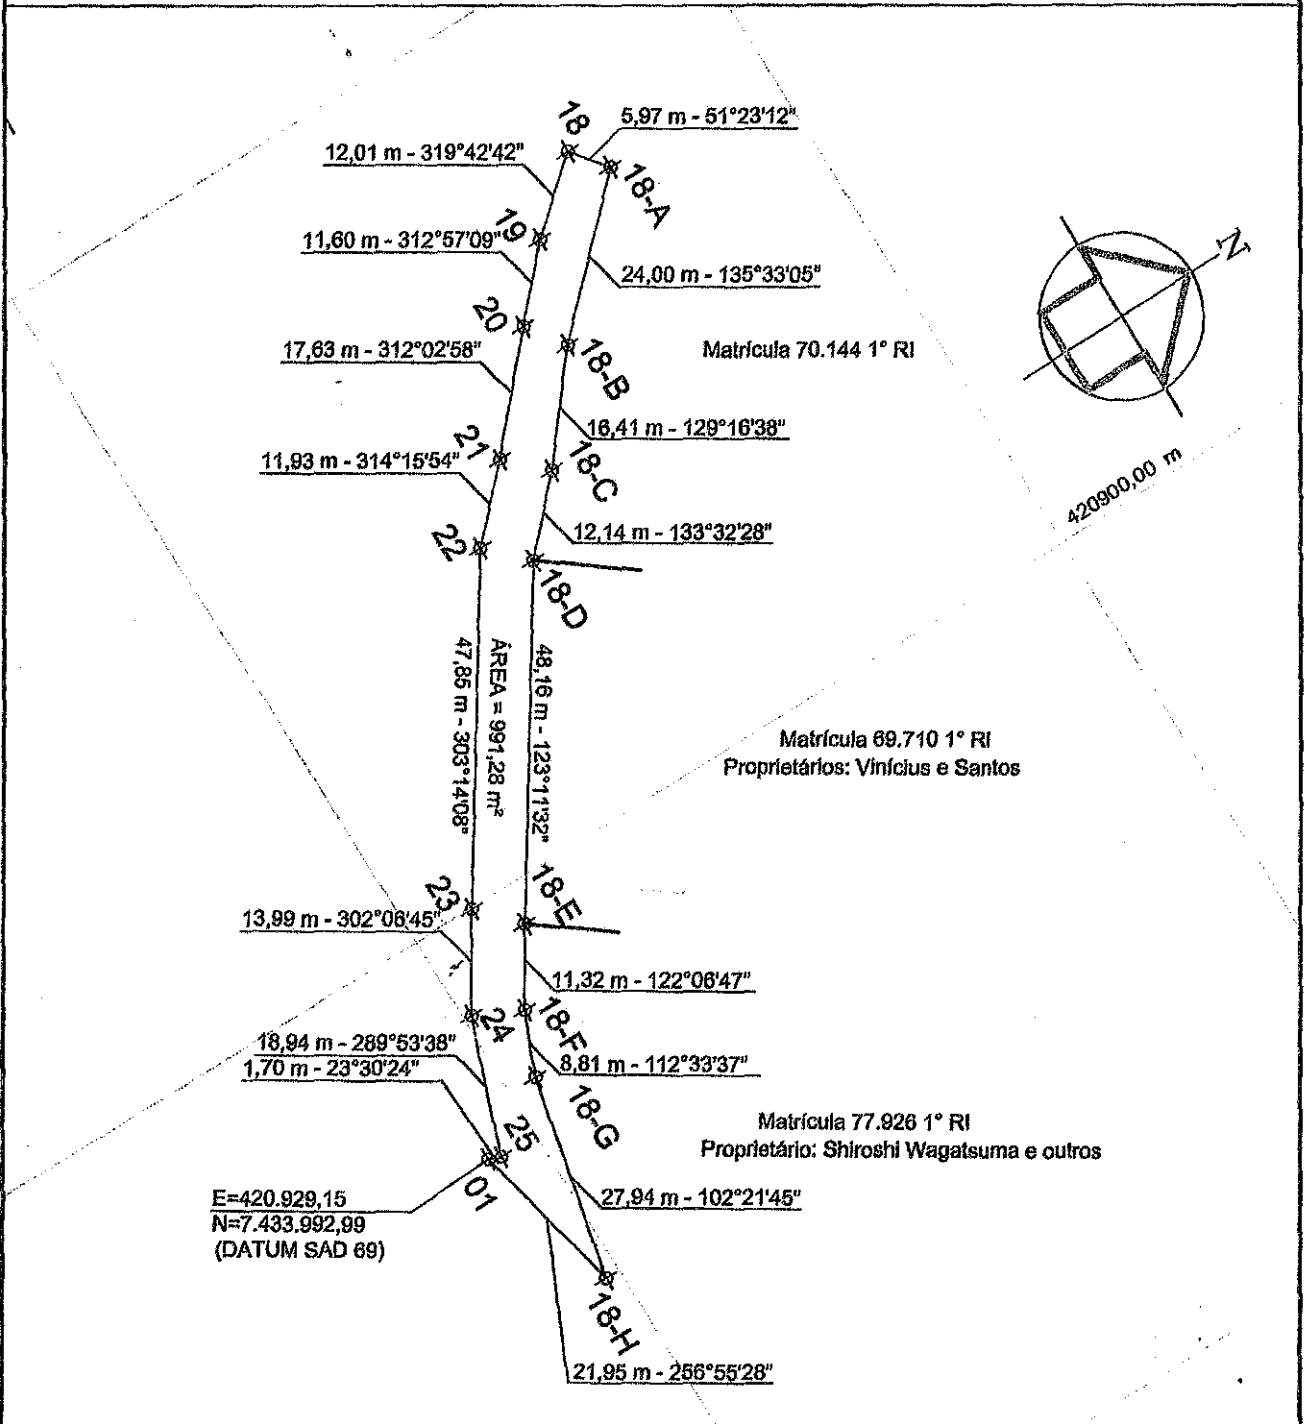 18
5,97 m - 51°23'12"
12,01 m - 319°42'42"
18-A
19
11,60 m - 312°57'09"
24,00 m - 135°33'05"
N
20
17,63 m - 312°02'58"
18-B
Matrícula 70.144 1° RI
16,41 m - 129°16'38"
21
11,93 m - 314°15'54"
18-C
420900,00 m
22
12,14 m - 133°32'28"
18-D
47,85 m - 303°14'08"
ÁREA = 991,28 m²
48,16 m - 123°11'32"
Matrícula 69.710 1° RI
Proprietários: Vinícius e Santos
23
18-E
13,99 m - 302°06'45"
11,32 m - 122°06'47"
24
18-F
18,94 m - 289°53'38"
1,70 m - 23°30'24"
8,81 m - 112°33'37"
18-G
25
Matrícula 77.926 1° RI
Proprietário: Shiroshi Wagatsuma e outros
01
E=420.929,15
N=7.433.992,99
(DATUM SAD 69)
27,94 m - 102°21'45"
18-H
21,95 m - 256°55'28"